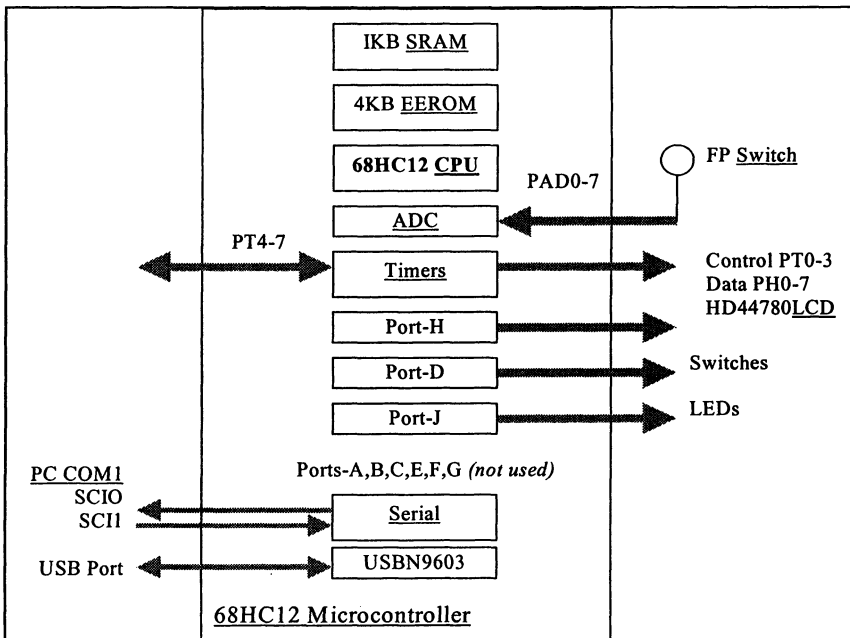 IKB SRAM
4KB EEROM
68HC12 CPU
FP Switch
PAD0-7
ADC
PT4-7
Timers
Control PT0-3
Data PH0-7
HD44780LCD
Port-H
Port-D
Switches
Port-J
LEDs
Ports-A,B,C,E,F,G (not used)
PC COM1
SCIO
SCI1
Serial
USB Port
USBN9603
68HC12 Microcontroller